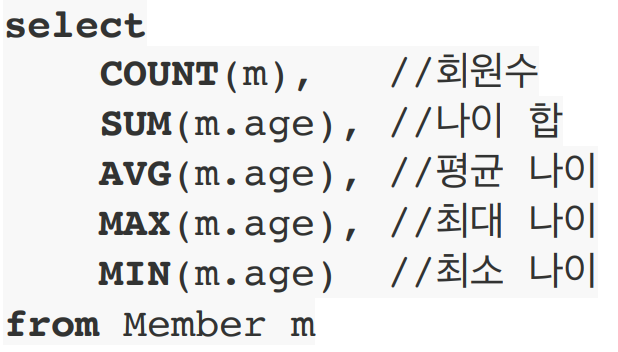 select
COUNT(m), //회원수
SUM(m.age), //나이 합
AVG(m.age), //평균 나이
MAX(m.age), //최대 나이
MIN(m.age) //최소 나이
from Member m